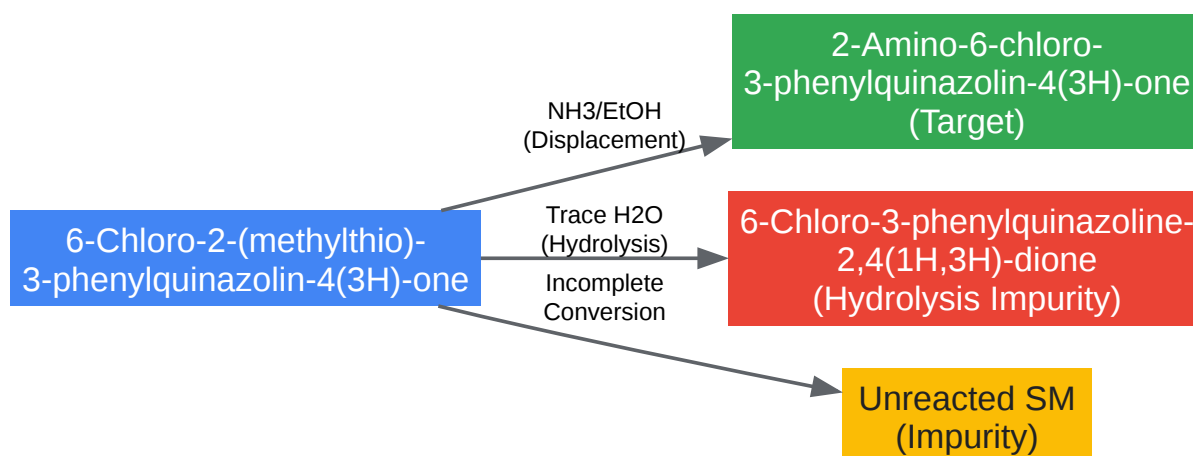 2-Amino-6-chloro-
3-phenylquinazolin-4(3H)-one
(Target)
NH3/EtOH
(Displacement)
6-Chloro-2-(methylthio)-
3-phenylquinazolin-4(3H)-one
Trace H2O
(Hydrolysis)
6-Chloro-3-phenylquinazoline-
2,4(1H,3H)-dione
(Hydrolysis Impurity)
Incomplete
Conversion
Unreacted SM
(Impurity)